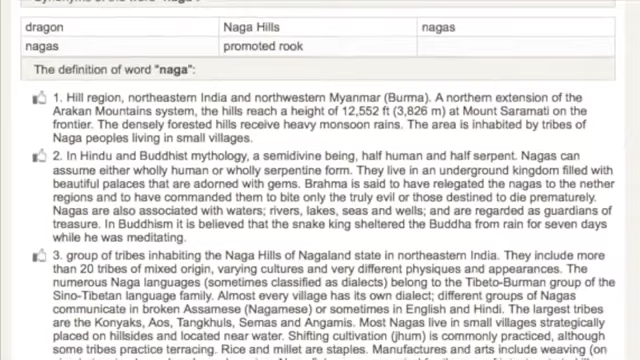 Synonyms of the word "naga":
dragon Naga Hills nagas
nagas promoted rook
The definition of word "naga":
1. Hill region, northeastern India and northwestern Myanmar (Burma). A northern extension of the
Arakan Mountains system, the hills reach a height of 12,552 ft (3,826 m) at Mount Saramati on the
frontier. The densely forested hills receive heavy monsoon rains. The area is inhabited by tribes of
Naga peoples living in small villages.
2. In Hindu and Buddhist mythology, a semidivine being, half human and half serpent. Nagas can
assume either wholly human or wholly serpentine form. They live in an underground kingdom filled with
beautiful palaces that are adorned with gems. Brahma is said to have relegated the nagas to the nether
regions and to have commanded them to bite only the truly evil or those destined to die prematurely.
Nagas are also associated with waters; rivers, lakes, seas and wells; and are regarded as guardians of
treasure. In Buddhism it is believed that the snake king sheltered the Buddha from rain for seven days
while he was meditating.
3. group of tribes inhabiting the Naga Hills of Nagaland state in northeastern India. They include more
than 20 tribes of mixed origin, varying cultures and very different physiques and appearances. The
numerous Naga languages (sometimes classified as dialects) belong to the Tibeto-Burman group of the
Sino-Tibetan language family. Almost every village has its own dialect; different groups of Nagas
communicate in broken Assamese (Nagamese) or sometimes in English and Hindi. The largest tribes
are the Konyaks, Aos, Tangkhuls, Semas and Angamis. Most Nagas live in small villages strategically
placed on hillsides and located near water. Shifting cultivation (jhum) is commonly practiced, although
some tribes practice terracing. Rice and millet are staples. Manufactures and arts include weaving (on